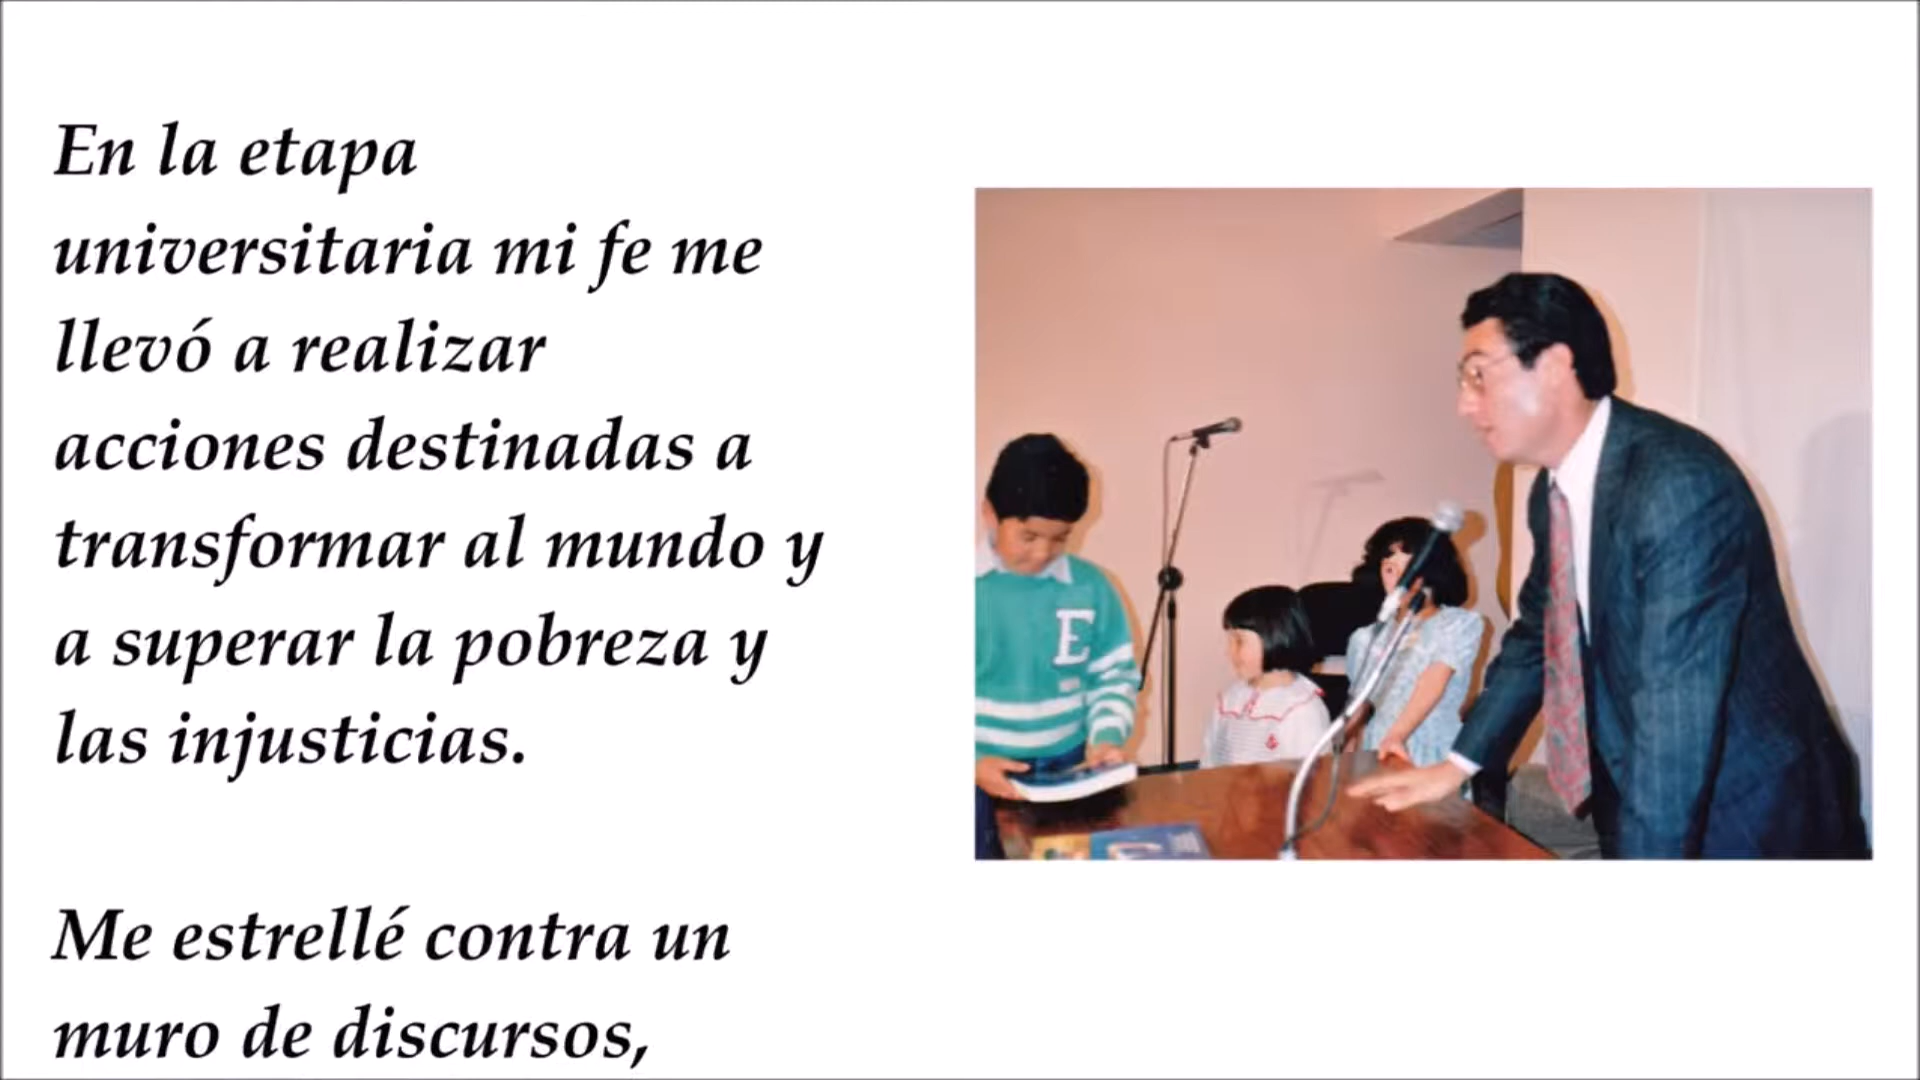 En la etapa
universitaria mi fe me
llevó a realizar
acciones destinadas a
transformar al mundo y
a superar la pobreza y
las injusticias.
Me estrellé contra un
muro de discursos,
E